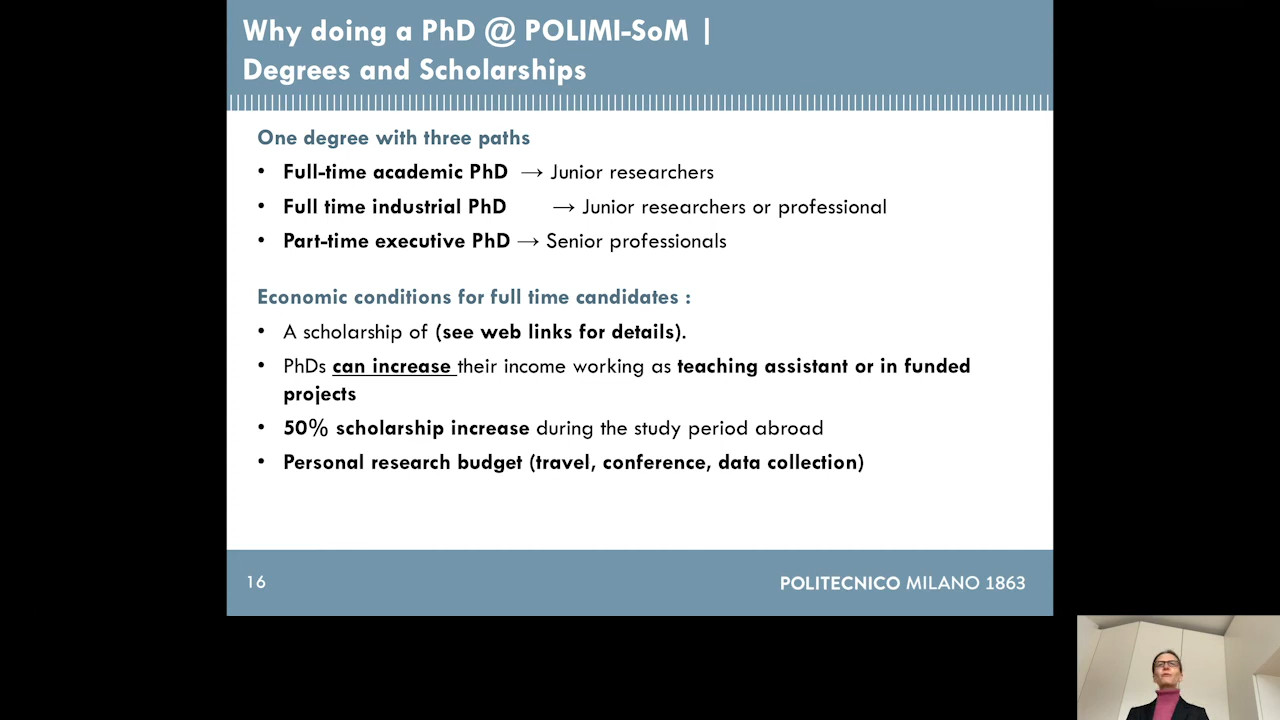 Why doing a PhD @ POLIMI-SoM |
Degrees and Scholarships
One degree with three paths
• Full-time academic PhD → Junior researchers
• Full time industrial PhD → Junior researchers or professional
• Part-time executive PhD → Senior professionals
Economic conditions for full time candidates :
• A scholarship of (see web links for details).
• PhDs can increase their income working as teaching assistant or in funded
projects
• 50% scholarship increase during the study period abroad
• Personal research budget (travel, conference, data collection)
16
POLITECNICO MILANO 1863